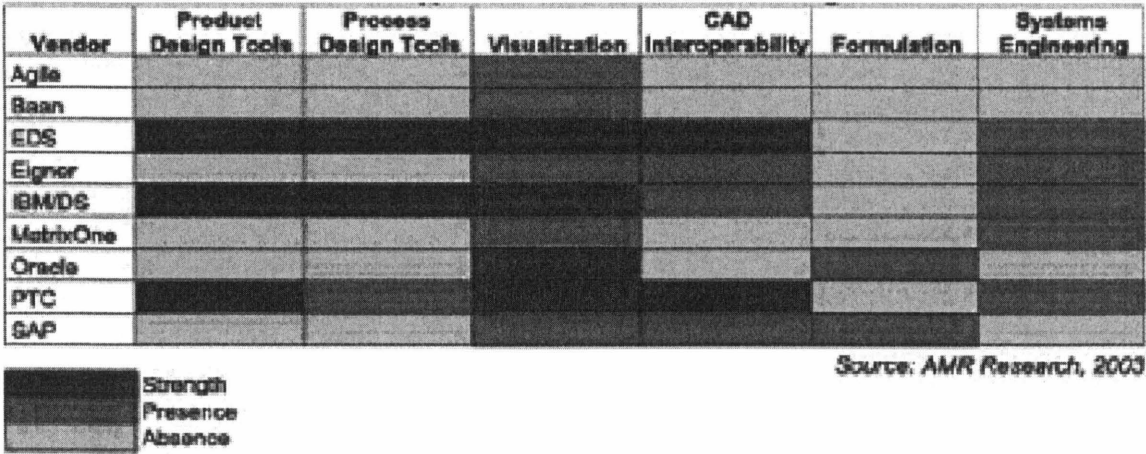 Vendor Product Design Tools Process Design Tools Visualization CAD Interoperability Formulation Systems Engineering
Agile
Baan
EDS
Eigner
IBM/DS
MatrixOne
Oracle
PTC
SAP
Source: AMR Research, 2003
Strength
Presence
Absence